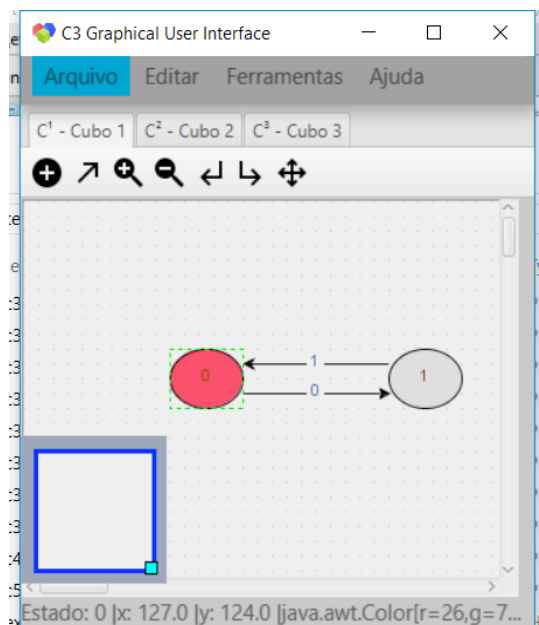 C3 Graphical User Interface
Arquivo Editar Ferramentas Ajuda
C¹ - Cubo 1 C² - Cubo 2 C³ - Cubo 3
1
0 1
0
Estado: 0 |x: 127.0 |y: 124.0 |java.awt.Color[r=26,g=7...